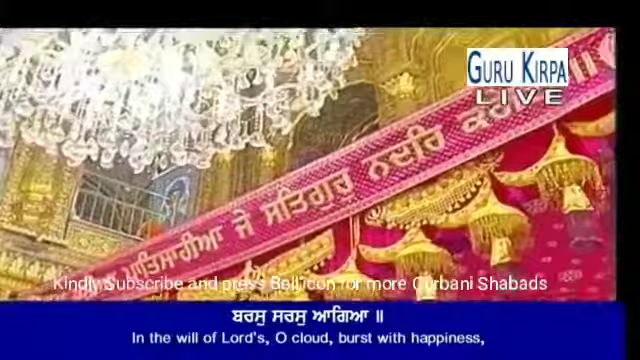 GURU KIRPA
LIVE
ਜੇ ਸਤਿਗੁਰੁ ਨਦਰਿ ਕਰੇ ॥
Kindly Subscribe and press Bell icon for more Gurbani Shabads
ਬਰਸੁ ਸਰਸੁ ਆਗਿਆ ॥
In the will of Lord's, O cloud, burst with happiness,